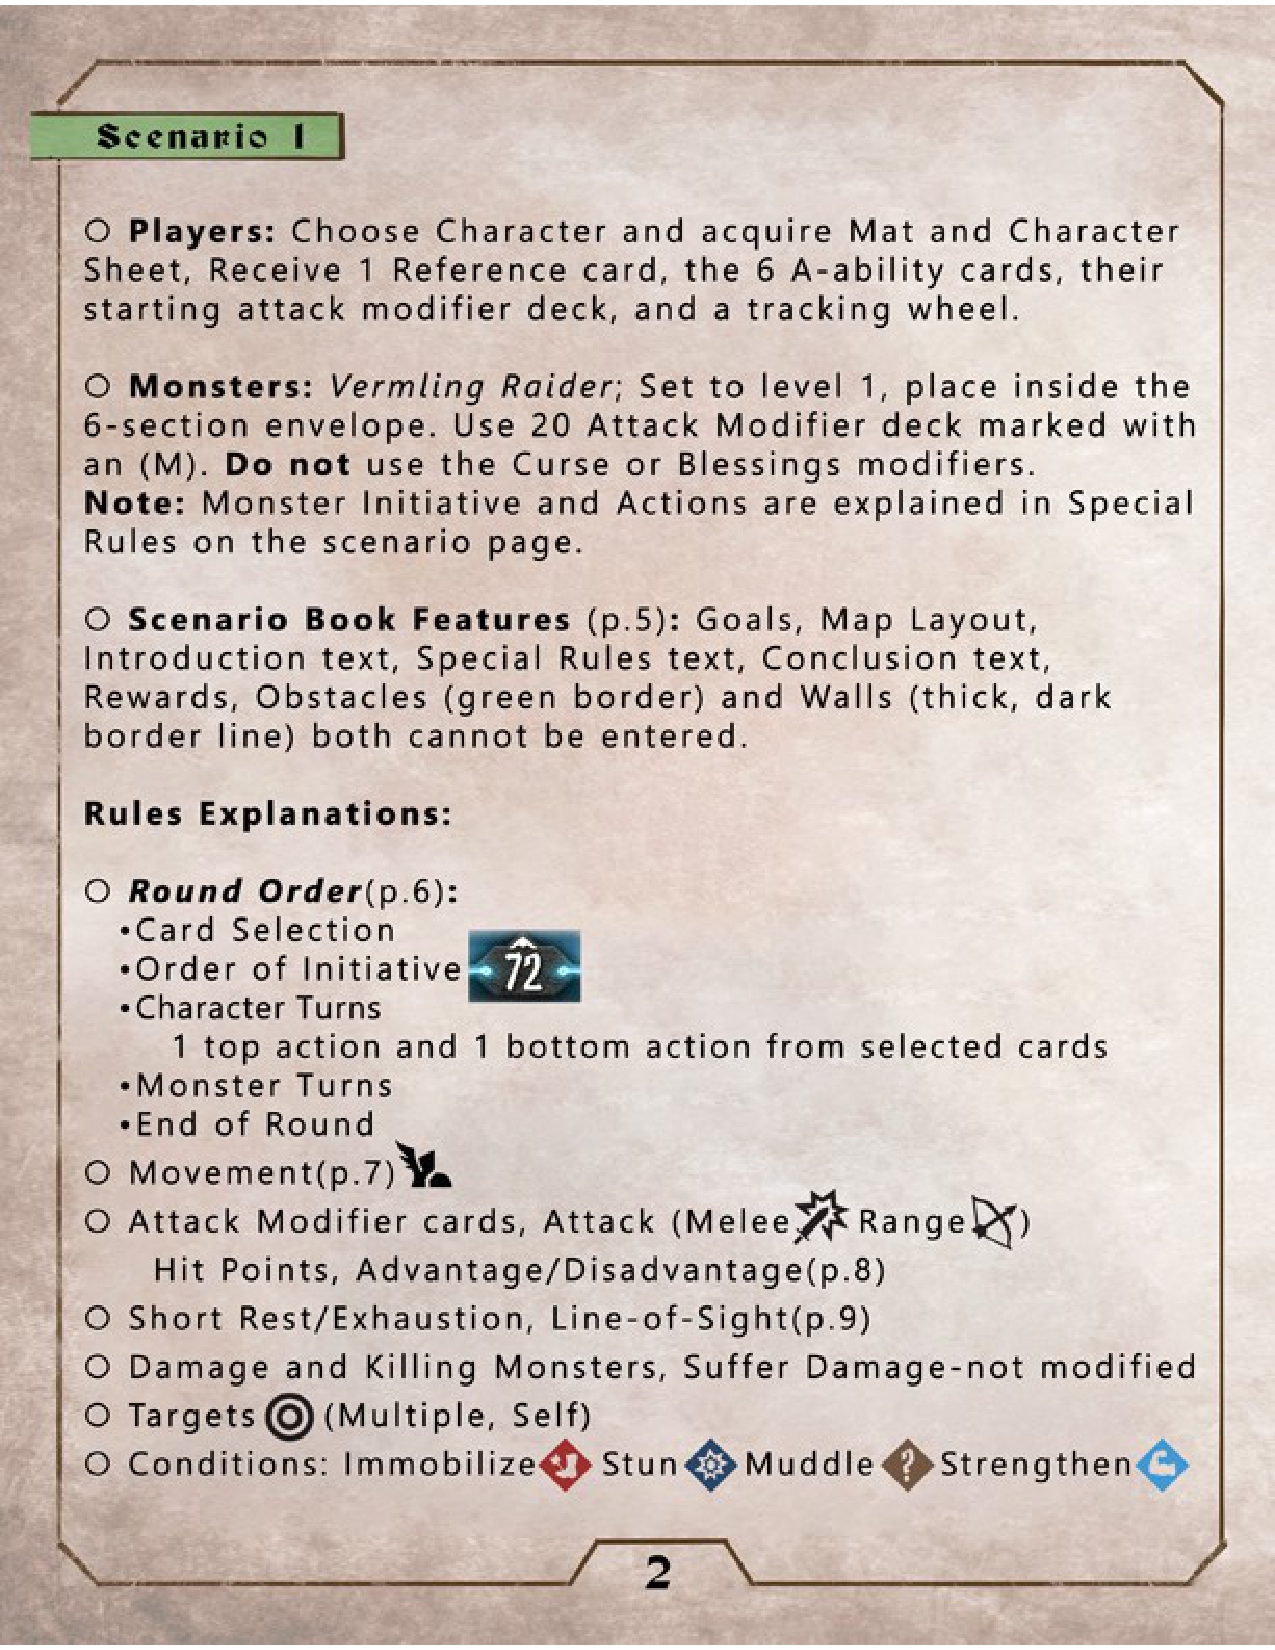 Scenario 1
○ Players: Choose Character and acquire Mat and Character
Sheet, Receive 1 Reference card, the 6 A-ability cards, their
starting attack modifier deck, and a tracking wheel.
○ Monsters: Vermling Raider; Set to level 1, place inside the
6-section envelope. Use 20 Attack Modifier deck marked with
an (M). Do not use the Curse or Blessings modifiers.
Note: Monster Initiative and Actions are explained in Special
Rules on the scenario page.
○ Scenario Book Features (p.5): Goals, Map Layout,
Introduction text, Special Rules text, Conclusion text,
Rewards, Obstacles (green border) and Walls (thick, dark
border line) both cannot be entered.
Rules Explanations:
○ Round Order(p.6):
•Card Selection
•Order of Initiative 72
•Character Turns
1 top action and 1 bottom action from selected cards
•Monster Turns
•End of Round
○ Movement(p.7)
○ Attack Modifier cards, Attack (Melee Range)
Hit Points, Advantage/Disadvantage(p.8)
○ Short Rest/Exhaustion, Line-of-Sight(p.9)
○ Damage and Killing Monsters, Suffer Damage-not modified
○ Targets (Multiple, Self)
○ Conditions: Immobilize Stun Muddle ? Strengthen
2